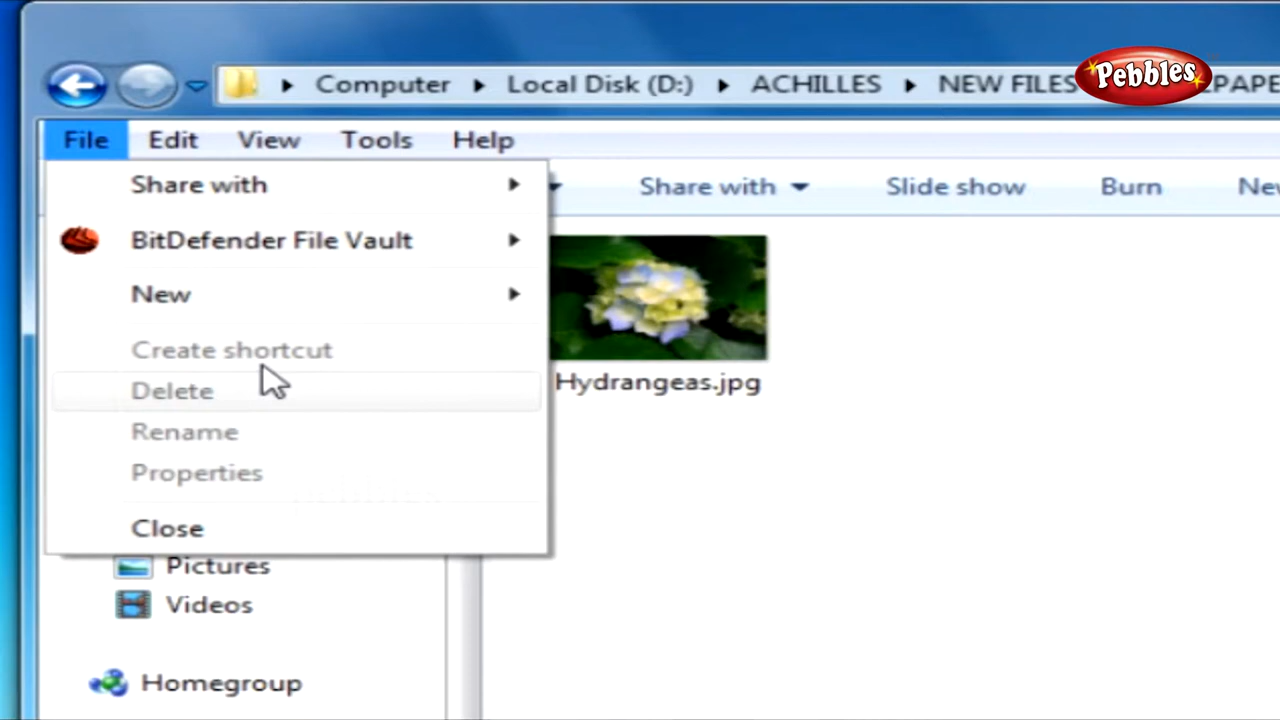 Computer ▸ Local Disk (D:) ▸ ACHILLES ▸ NEW FILES
Pebbles
File Edit View Tools Help
Share with
Share with Slide show Burn
BitDefender File Vault
New
Create shortcut
Hydrangeas.jpg
Delete
Rename
Properties
Close
Pictures
Videos
Homegroup